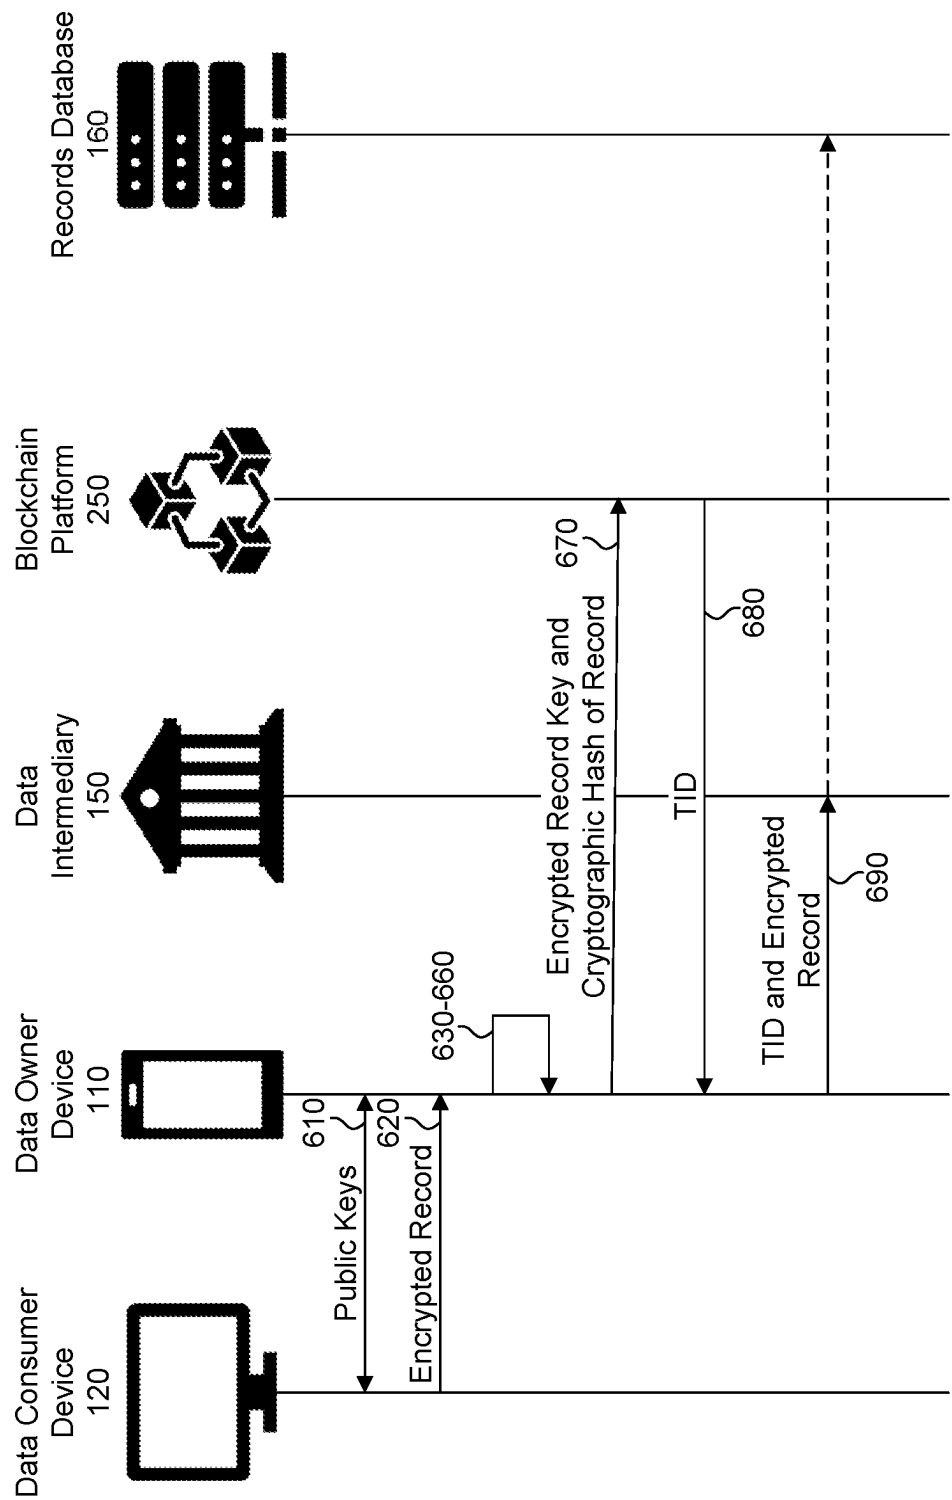 Data Consumer
Device
120
Data Owner
Device
110
Data
Intermediary
150
Blockchain
Platform
250
Records Database
160
Public Keys
610
Encrypted Record
620
630-660
Encrypted Record Key and
Cryptographic Hash of Record
670
TID
680
TID and Encrypted
Record
690